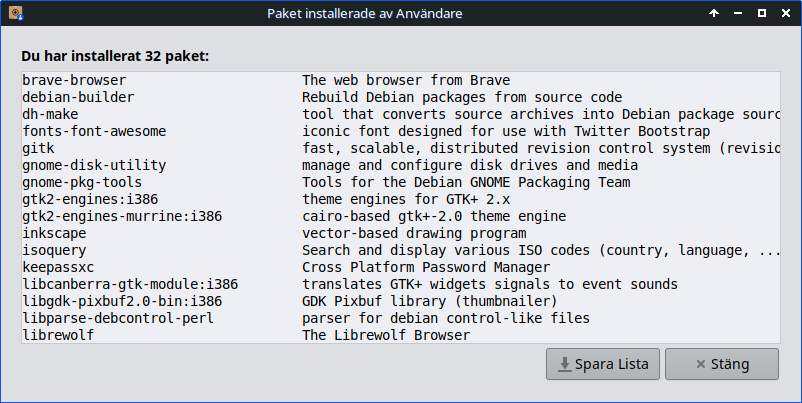 Paket installerade av Användare
Du har installerat 32 paket:
brave-browser The web browser from Brave
debian-builder Rebuild Debian packages from source code
dh-make tool that converts source archives into Debian package sourc
fonts-font-awesome iconic font designed for use with Twitter Bootstrap
gitk fast, scalable, distributed revision control system (revisio
gnome-disk-utility manage and configure disk drives and media
gnome-pkg-tools Tools for the Debian GNOME Packaging Team
gtk2-engines:i386 theme engines for GTK+ 2.x
gtk2-engines-murrine:i386 cairo-based gtk+-2.0 theme engine
inkscape vector-based drawing program
isoquery Search and display various ISO codes (country, language, ...
keepassxc Cross Platform Password Manager
libcanberra-gtk-module:i386 translates GTK+ widgets signals to event sounds
libgdk-pixbuf2.0-bin:i386 GDK Pixbuf library (thumbnailer)
libparse-debcontrol-perl parser for debian control-like files
librewolf The Librewolf Browser
Spara Lista Stäng